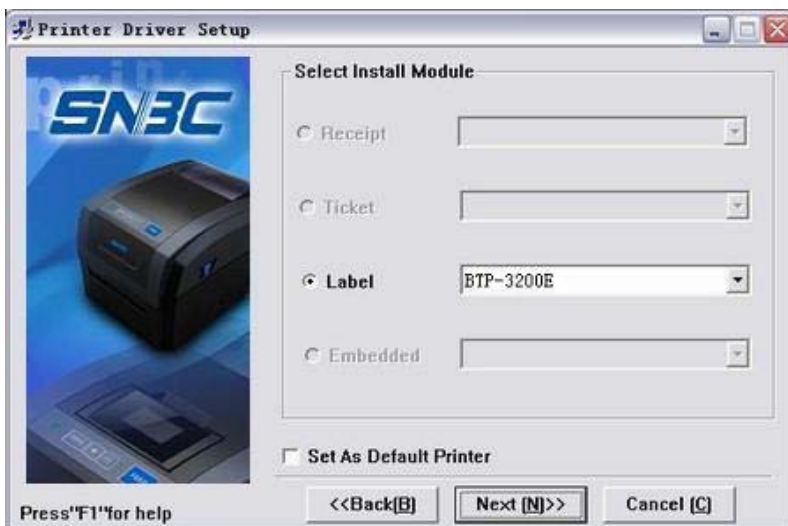 Printer Driver Setup
SNBC
Select Install Module
Receipt
Ticket
Label
BTP-3200E
Embedded
Set As Default Printer
Press"F1"for help
<<Back(B)
Next (N)>>
Cancel (C)